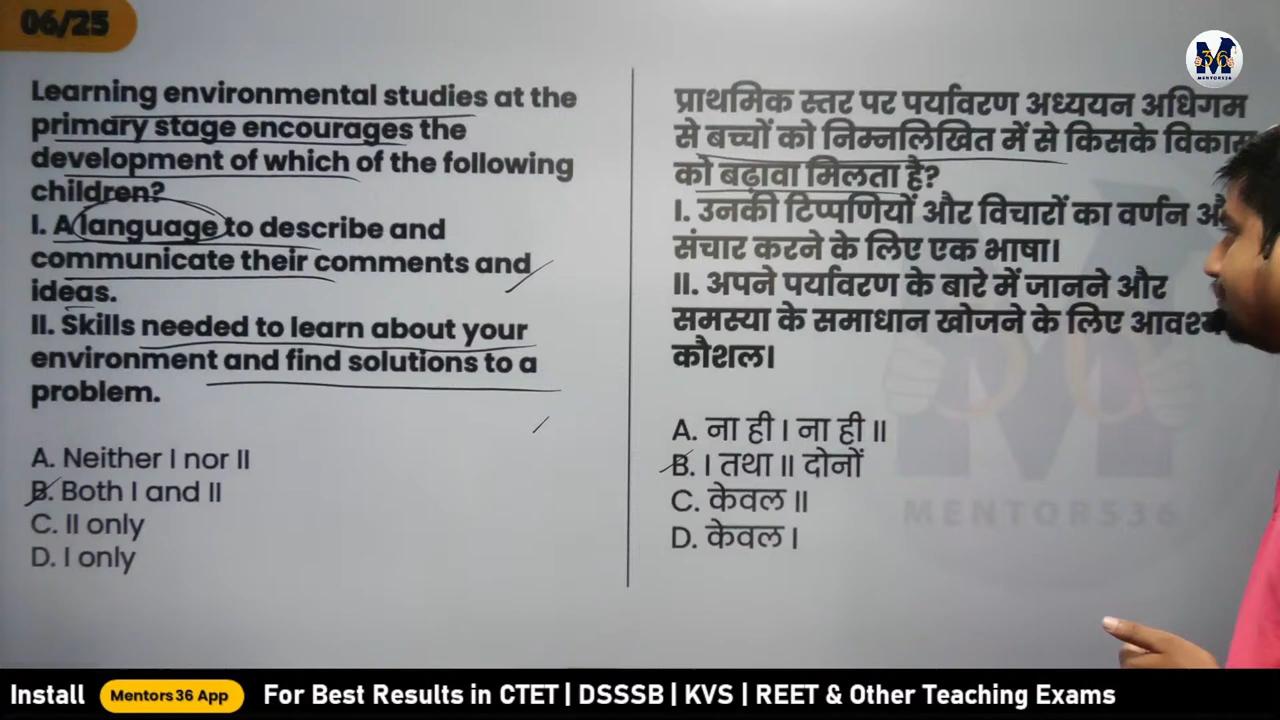 06/25
M
36
MENTORS36
Learning environmental studies at the
primary stage encourages the
development of which of the following
children?
I. A language to describe and
communicate their comments and
ideas.
II. Skills needed to learn about your
environment and find solutions to a
problem.
A. Neither I nor II
B. Both I and II
C. II only
D. I only
प्राथमिक स्तर पर पर्यावरण अध्ययन अधिगम
से बच्चों को निम्नलिखित में से किसके
को बढ़ावा मिलता है?
I. उनकी टिप्पणियों और विचारों का वर्णन
संचार करने के लिए एक भाषा।
II. अपने पर्यावरण के बारे में जानने और
समस्या के समाधान खोजने के लिए
कौशल।
A. ना ही I ना ही II
B. I तथा II दोनों
C. केवल II
D. केवल I
MENTORS36
Install Mentors36 App For Best Results in CTET | DSSSB | KVS | REET & Other Teaching Exams